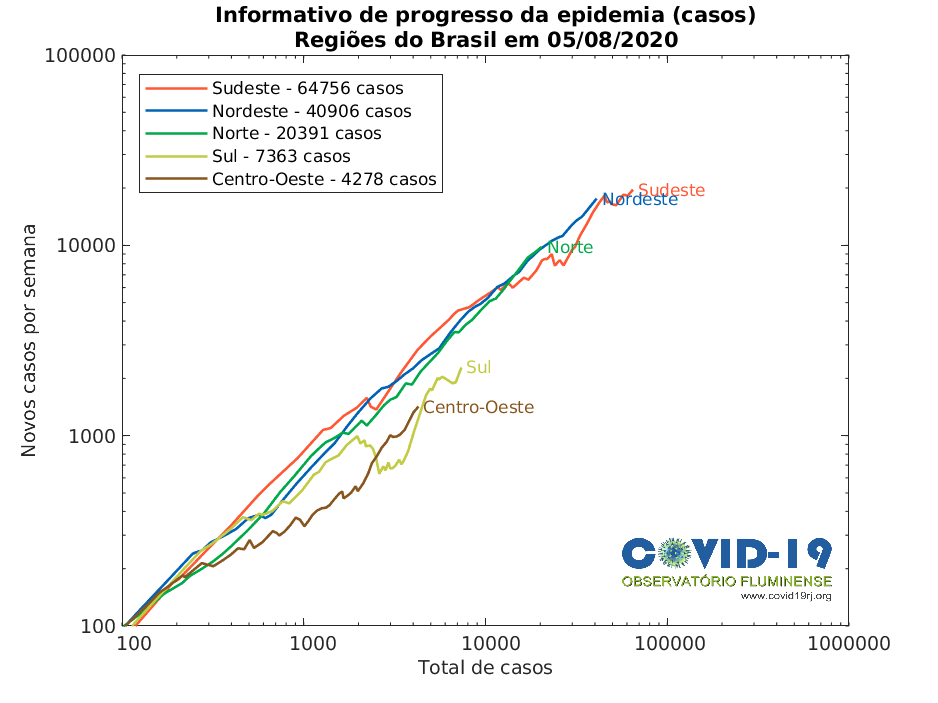 Informativo de progresso da epidemia (casos)
Regiões do Brasil em 05/08/2020
100000
Sudeste - 64756 casos
Nordeste - 40906 casos
Norte - 20391 casos
Sul - 7363 casos
Centro-Oeste - 4278 casos
Sudeste
Nordeste
10000
Norte
Novos casos por semana
Sul
Centro-Oeste
1000
COVID-19
OBSERVATÓRIO FLUMINENSE
www.covid19rj.org
100
100 1000 10000 100000 1000000
Total de casos